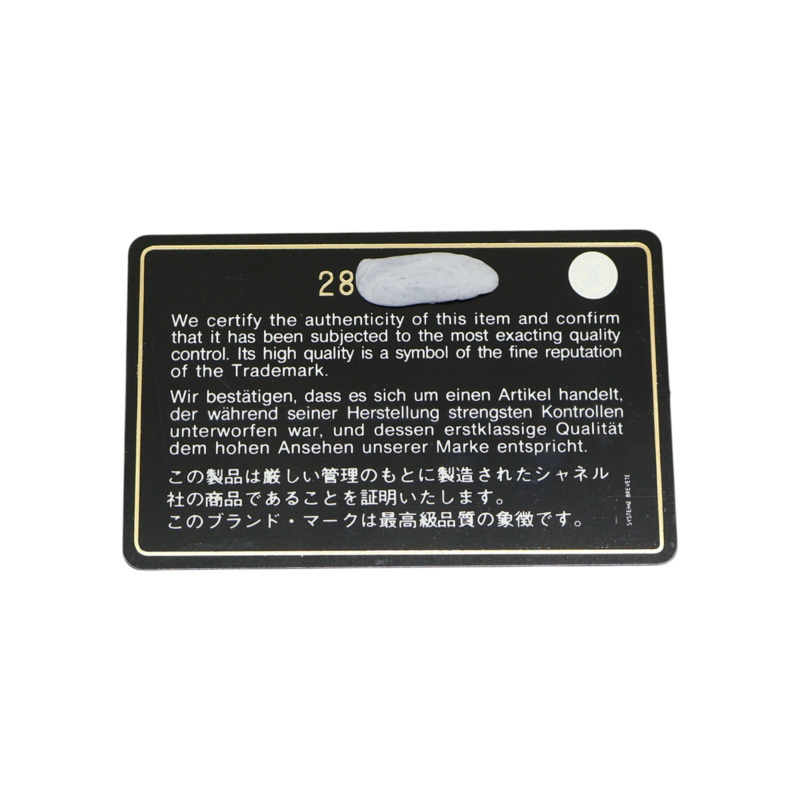 28
We certify the authenticity of this item and confirm
that it has been subjected to the most exacting quality
control. Its high quality is a symbol of the fine reputation
of the Trademark.
Wir bestätigen, dass es sich um einen Artikel handelt,
der während seiner Herstellung strengsten Kontrollen
unterworfen war, und dessen erstklassige Qualität
dem hohen Ansehen unserer Marke entspricht.
この製品は厳しい管理のもとに製造されたシャネル
社の商品であることを証明いたします。
このブランド・マークは最高級品質の象徴です。
SYSTEME BREVETE